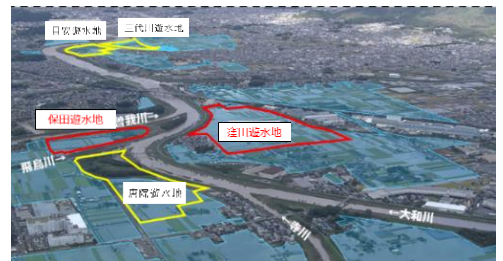 目安遊水地
三代川遊水地
保田遊水地
曽我川→
窪田遊水地
飛鳥川→
唐院遊水地
←寺川
←大和川